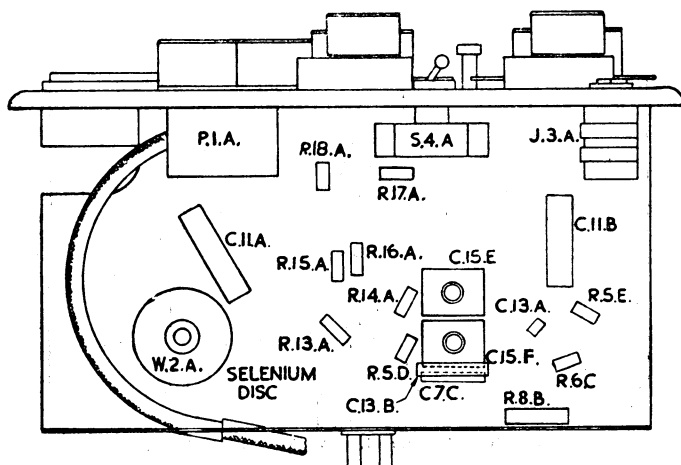 P.1.A.
S.4.A
J.3.A.
R.18.A.
R.17.A.
C.11.A.
C.11.B
R.15.A.
R.16.A.
C.15.E
R.14.A.
C.13.A.
R.5.E.
R.13.A.
W.2.A.
SELENIUM
DISC
R.5.D.
C.15.F.
R.6.C
C.13.B.
C.7.C.
R.8.B.